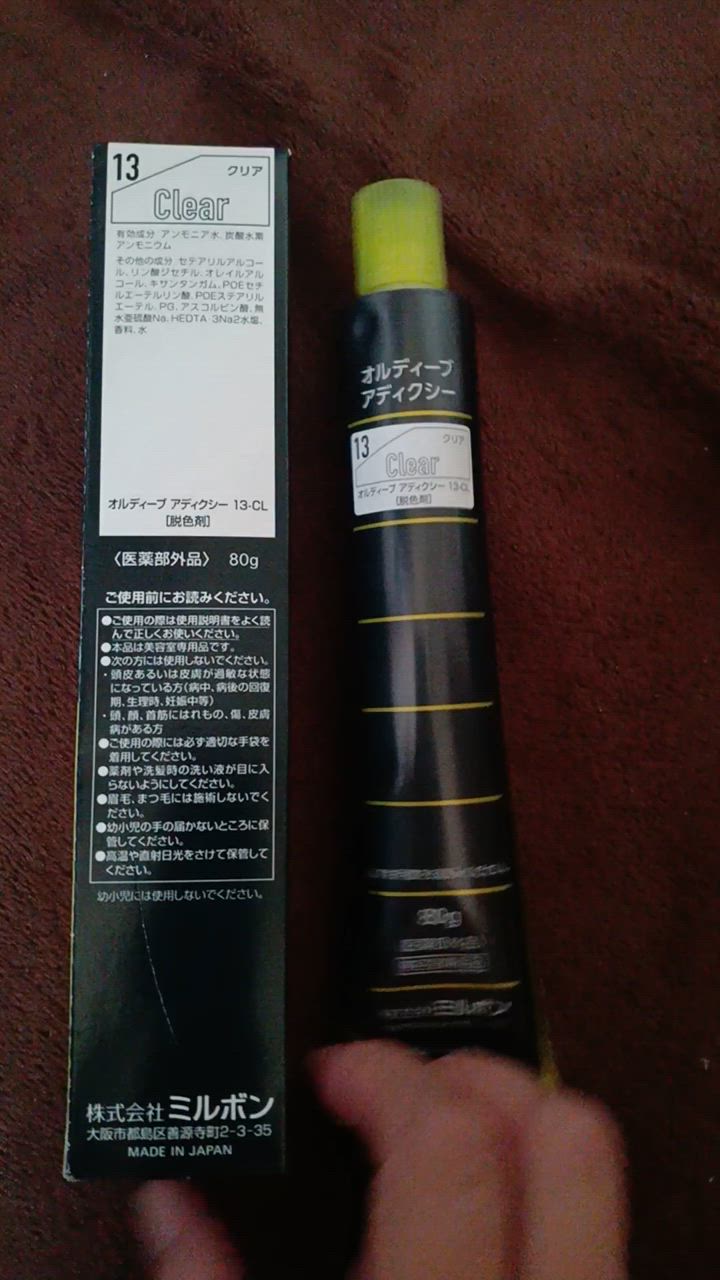 13
クリア
Clear
有効成分 アンモニア水、炭酸水素
アンモニウム
その他の成分 セテアリルアルコー
ル、リン酸ジセチル、オレイルアル
コール、キサンタンガム、POEセチ
ルエーテルリン酸、POEステアリル
エーテル、PG、アスコルビン酸、無
水亜硫酸Na、HEDTA・3Na2水塩、
香料、水
オルディーブ アディクシー 13-CL
[脱色剤]
〈医薬部外品〉 80g
ご使用前にお読みください。
●ご使用の際は使用説明書をよく読
んで正しくお使いください。
●本品は美容室専用品です。
●次の方には使用しないでください。
・頭皮あるいは皮膚が過敏な状態
になっている方(病中、病後の回復
期、生理時、妊娠中等)
・頭、顔、首筋にはれもの、傷、皮膚
病がある方
●ご使用の際には必ず適切な手袋を
着用してください。
●薬剤や洗髪時の洗い液が目に入
らないようにしてください。
●眉毛、まつ毛には施術しないでく
ださい。
●幼小児の手の届かないところに保
管してください。
●高温や直射日光をさけて保管して
ください。
幼小児には使用しないでください。
株式会社ミルボン
大阪市都島区善源寺町2-3-35
MADE IN JAPAN
オルディーブ
アディクシー
13
クリア
Clear
オルディーブ アディクシー 13-CL
[脱色剤]
80g
ミルボン